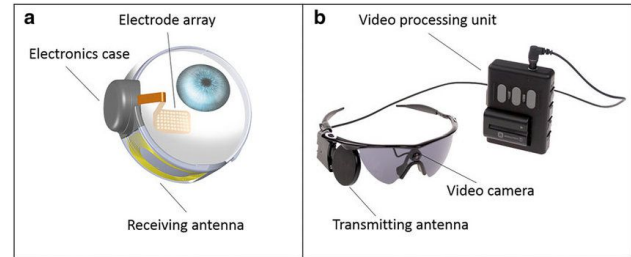 a
Electrode array
Electronics case
Receiving antenna
b
Video processing unit
Video camera
Transmitting antenna